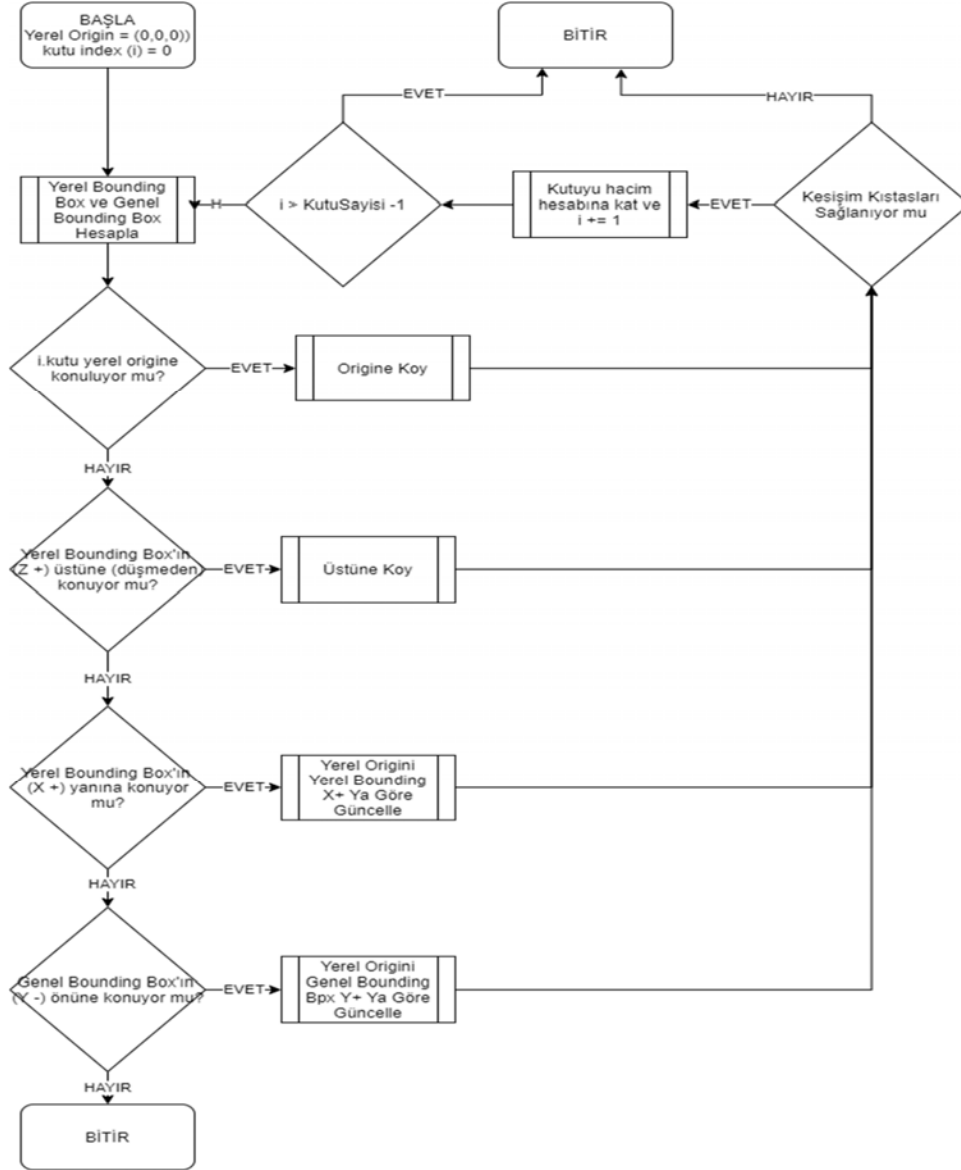 BAŞLA
Yerel Origin = (0,0,0))
kutu index (i) = 0
BİTİR
EVET
HAYIR
Yerel Bounding
Box ve Genel
Bounding Box
Hesapla
H
i > KutuSayisi -1
Kutuyu hacim
hesabına kat ve
i += 1
EVET
Kesişim Kıstasları
Sağlanıyor mu
i.kutu yerel origine
konuluyor mu?
EVET
Origine Koy
HAYIR
Yerel Bounding Box'ın
(Z +) üstüne (düşmeden)
konuyor mu?
EVET
Üstüne Koy
HAYIR
Yerel Bounding Box'ın
(X +) yanına konuyor
mu?
EVET
Yerel Origini
Yerel Bounding
X+ Ya Göre
Güncelle
HAYIR
Genel Bounding Box'ın
(Y -) önüne konuyor mu?
EVET
Yerel Origini
Genel Bounding
Bpx Y+ Ya Göre
Güncelle
HAYIR
BİTİR